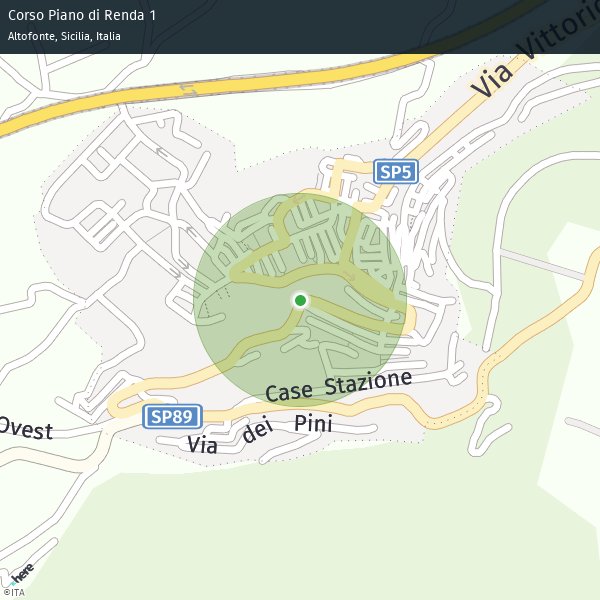 Corso Piano di Renda 1
Altofonte, Sicilia, Italia
Via Vittorio
SP5
Case Stazione
SP89
Ovest
Via dei Pini
here
©ITA